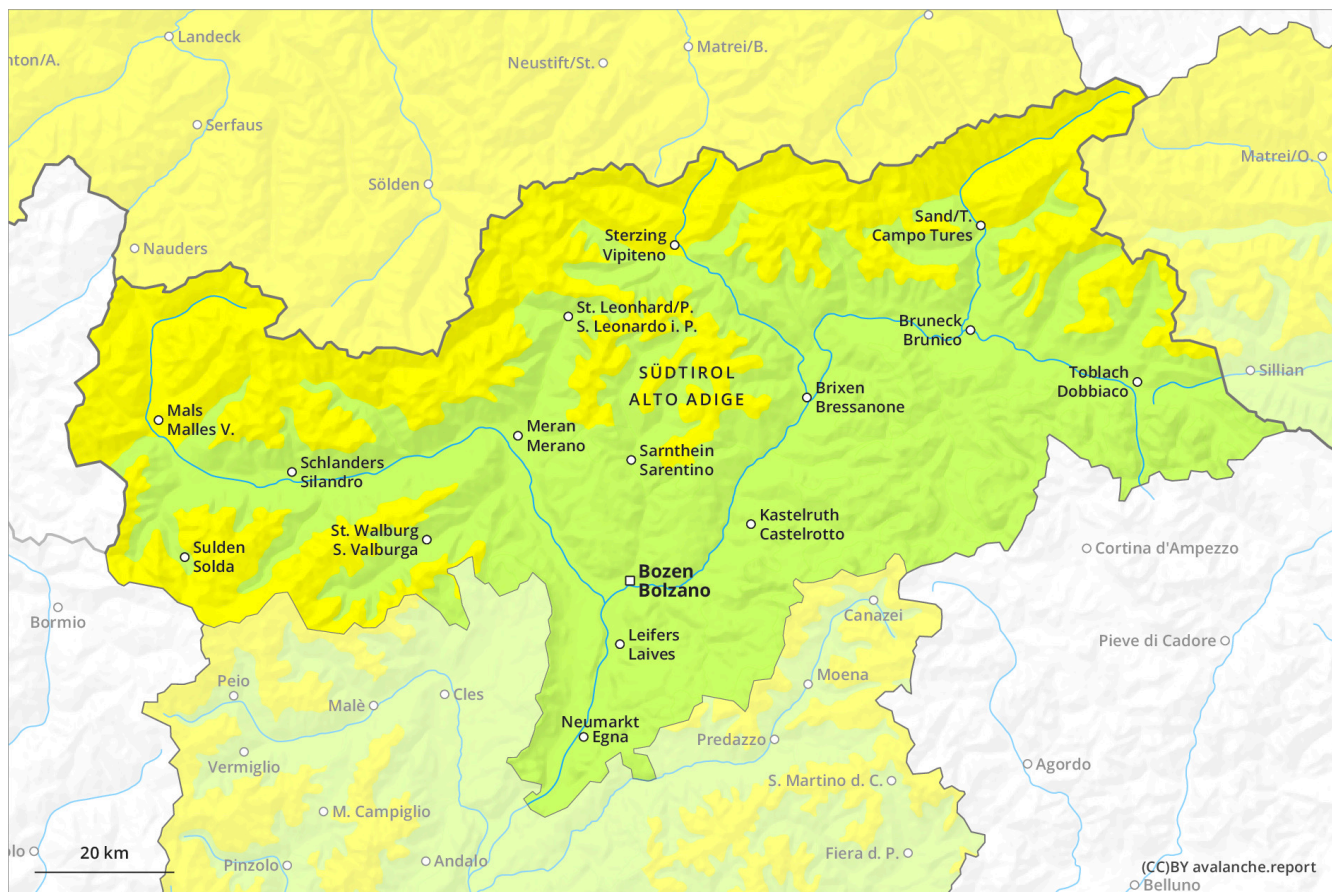 Landeck
Matrei/B.
Neustift/St.
nton/A.
Serfaus
Matrei/O.
Sölden
Sand/T.
Campo Tures
Sterzing
Vipiteno
Nauders
St. Leonhard/P.
S. Leonardo i. P.
Bruneck
Brunico
SÜDTIROL
ALTO ADIGE
Toblach
Dobbiaco
Sillian
Brixen
Bressanone
Mals
Malles V.
Meran
Merano
Sarnthein
Sarentino
Schlanders
Silandro
Kastelruth
Castelrotto
St. Walburg
S. Valburga
Sulden
Solda
Cortina d'Ampezzo
Bozen
Bolzano
Bormio
Canazei
Leifers
Laives
Pieve di Cadore
Moena
Peio
Malè
Cles
Neumarkt
Egna
Predazzo
Vermiglio
Agordo
S. Martino d. C.
M. Campiglio
olo
20 km
Pinzolo
Andalo
Fiera d. P.
(CC)BY avalanche.report
Belluno